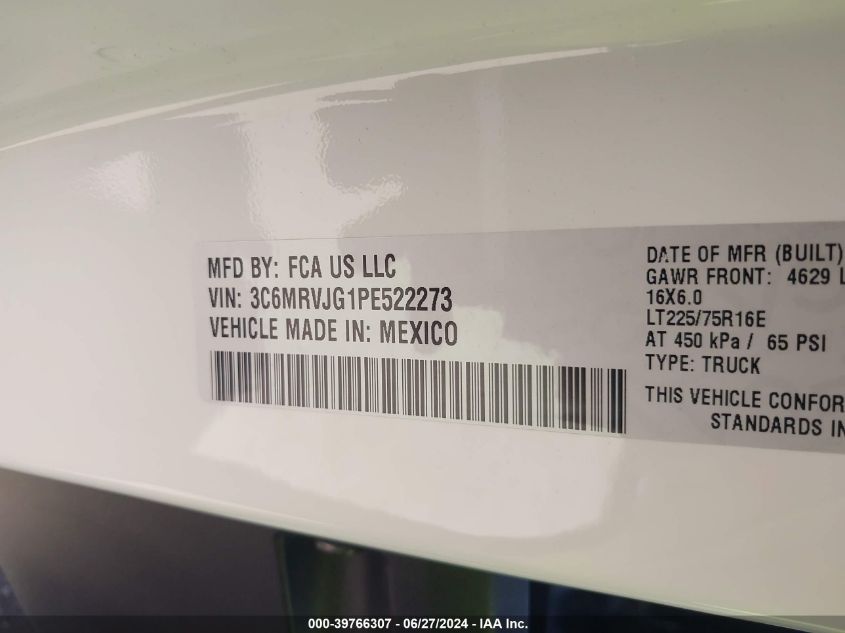 MFD BY: FCA US LLC
VIN: 3C6MRVJG1PE522273
VEHICLE MADE IN: MEXICO
DATE OF MFR (BUILT)
GAWR FRONT: 4629 L
16X6.0
LT225/75R16E
AT 450 kPa / 65 PSI
TYPE: TRUCK
THIS VEHICLE CONFOR
STANDARDS IN
000-39766307 - 06/27/2024 - IAA Inc.